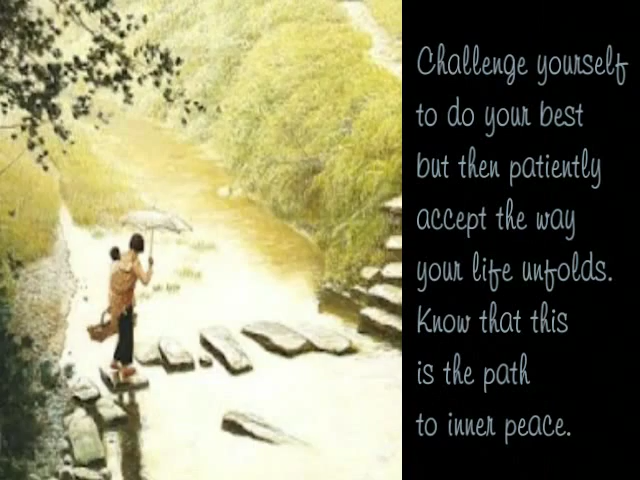 Challenge yourself
to do your best
but then patiently
accept the way
your life unfolds.
Know that this
is the path
to inner peace.